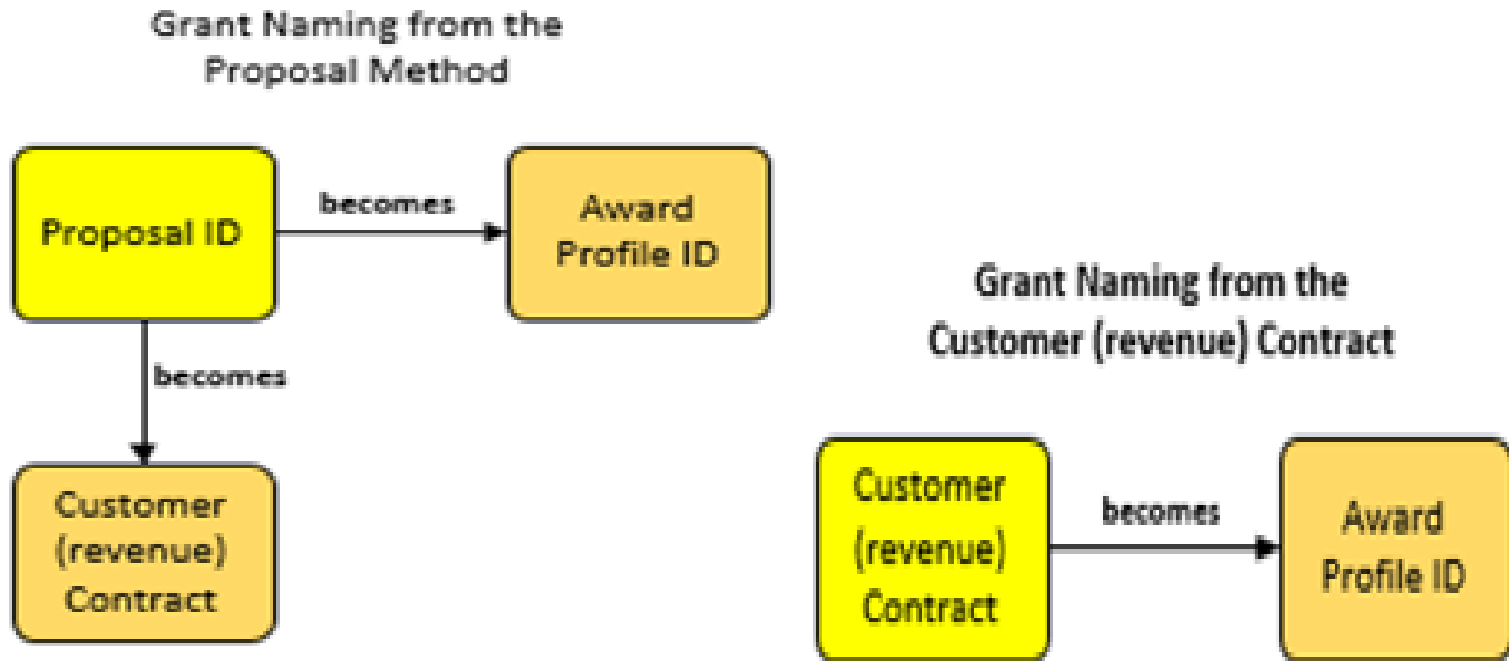 Grant Naming from the
Proposal Method
Proposal ID
becomes
Award
Profile ID
becomes
Customer
(revenue)
Contract
Grant Naming from the
Customer (revenue) Contract
Customer
(revenue)
Contract
becomes
Award
Profile ID